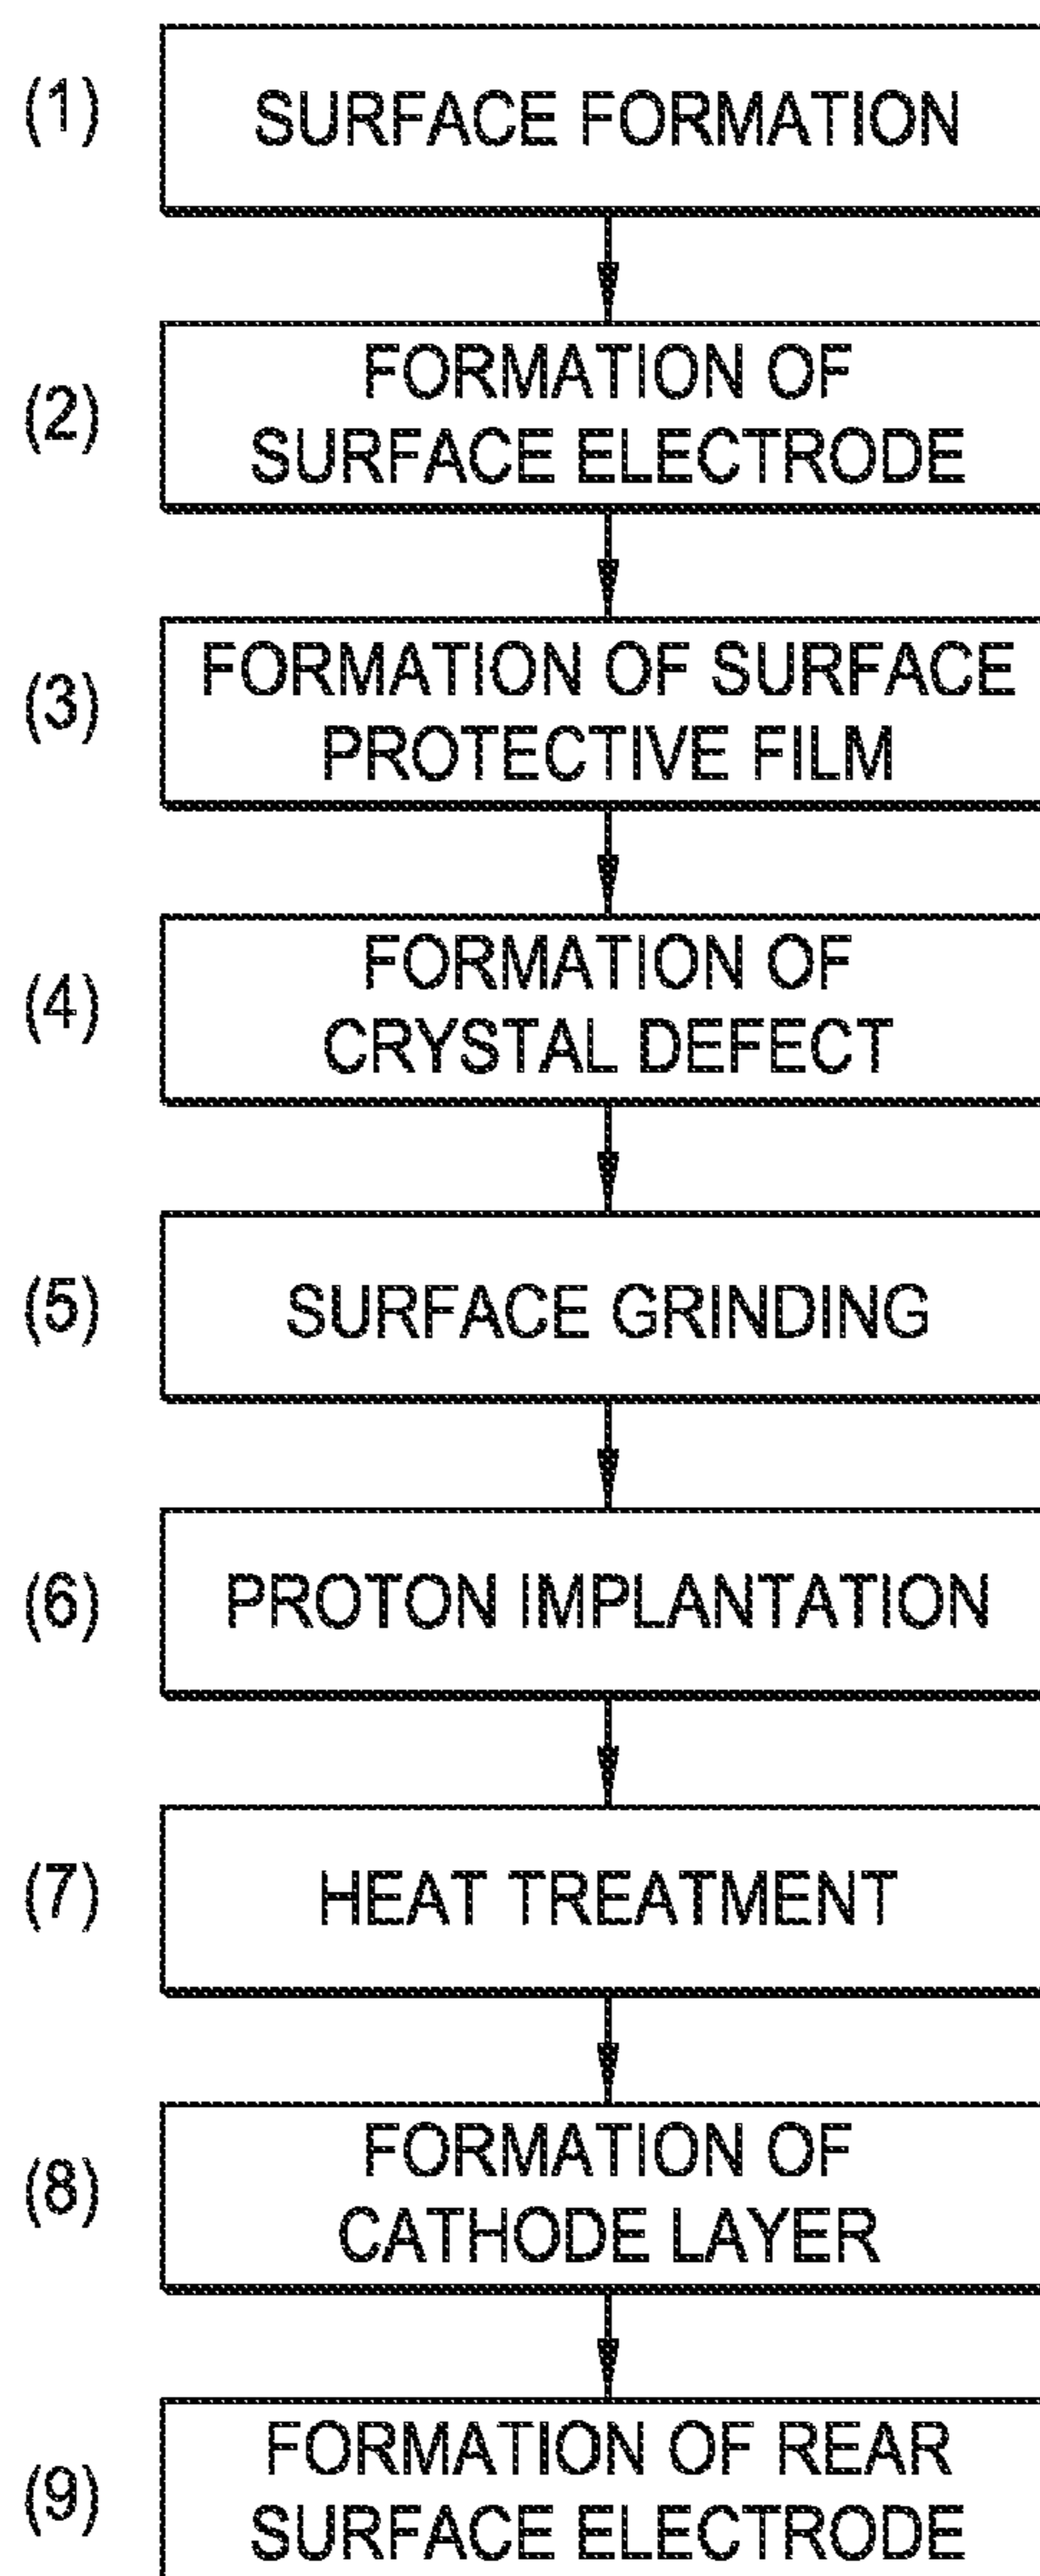 (1) SURFACE FORMATION
(2) FORMATION OF
SURFACE ELECTRODE
(3) FORMATION OF SURFACE
PROTECTIVE FILM
(4) FORMATION OF
CRYSTAL DEFECT
(5) SURFACE GRINDING
(6) PROTON IMPLANTATION
(7) HEAT TREATMENT
(8) FORMATION OF
CATHODE LAYER
(9) FORMATION OF REAR
SURFACE ELECTRODE